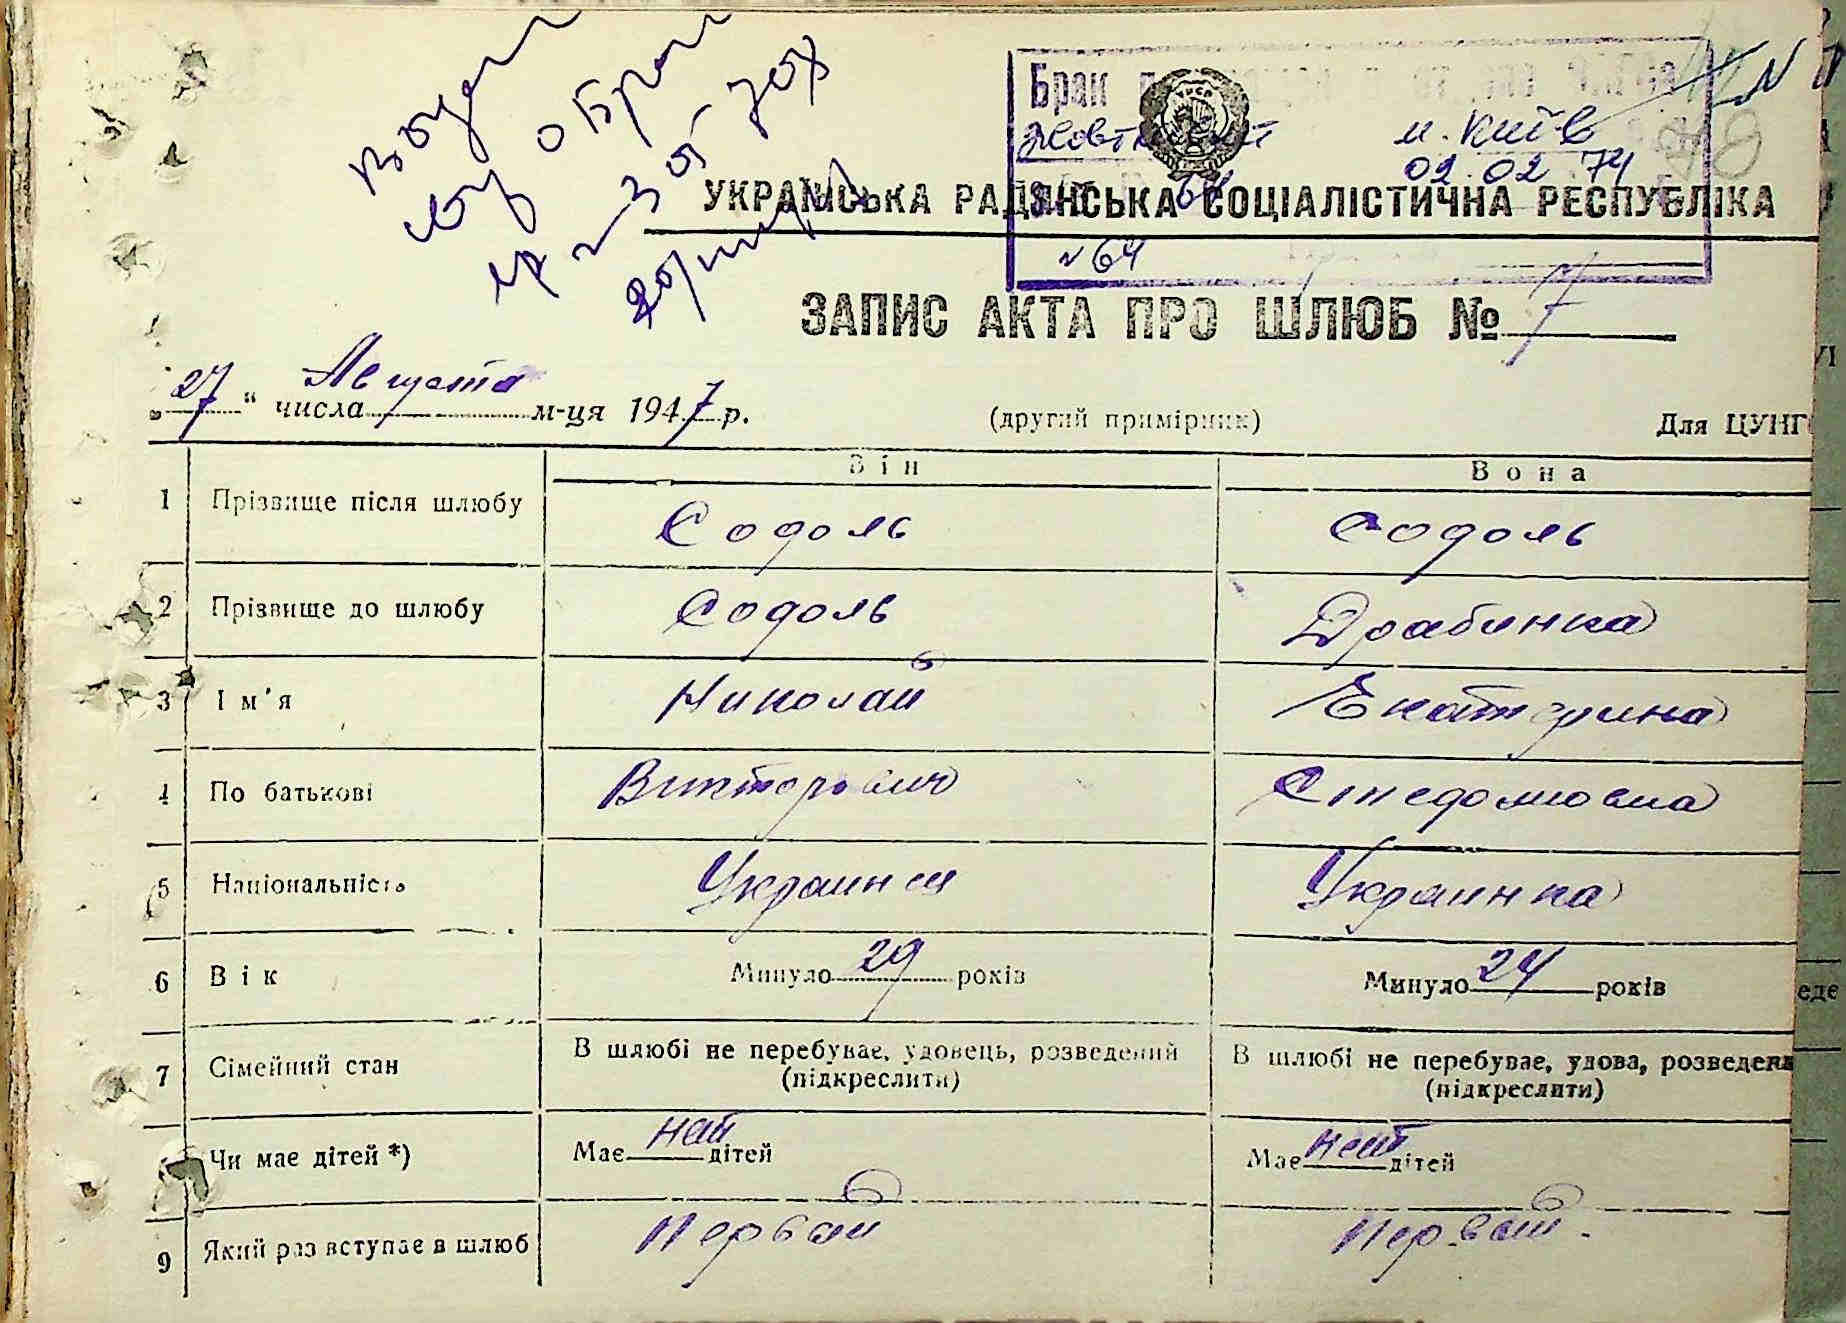 Брак
м. Київ
02.02.74
УКРАЇНСЬКА РАДЯНСЬКА СОЦІАЛІСТИЧНА РЕСПУБЛІКА
№ 64
ЗАПИС АКТА ПРО ШЛЮБ № 7
„27“ числа Августа м-ця 1947 р.
(другий примірник)
Для ЦУНГ
Він Вона
1 Прізвище після шлюбу Содоль Содоль
2 Прізвище до шлюбу Содоль Драбинка
3 Ім'я Николай Екатерина
4 По батькові Викторович
5 Національність Украинец Украинка
6 Вік Минуло 29 років Минуло 24 років
7 Сімейний стан В шлюбі не перебуває, удовець, розведений (підкреслити) В шлюбі не перебуває, удова, розведена (підкреслити)
Чи має дітей *) Має нет дітей Має нет дітей
9 Який раз вступає в шлюб Первый Первый.